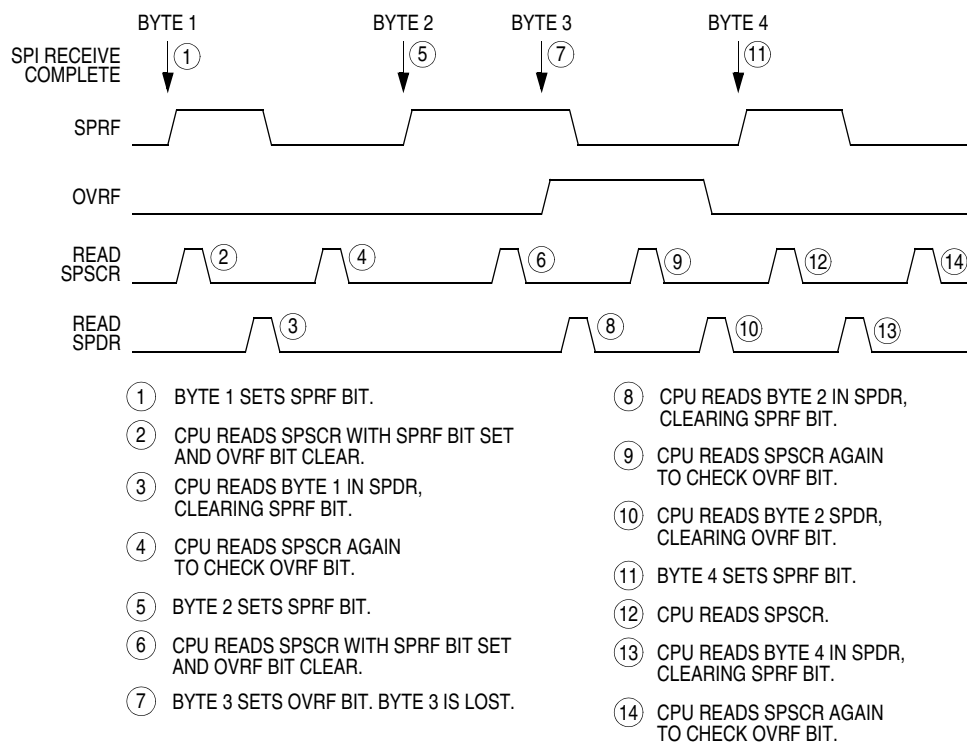 BYTE 1 BYTE 2 BYTE 3 BYTE 4
SPI RECEIVE
COMPLETE
1 5 7 11
SPRF
OVRF
READ
SPSCR
2 4 6 9 12 14
READ
SPDR
3 8 10 13
1 BYTE 1 SETS SPRF BIT.
2 CPU READS SPSCR WITH SPRF BIT SET
AND OVRF BIT CLEAR.
3 CPU READS BYTE 1 IN SPDR,
CLEARING SPRF BIT.
4 CPU READS SPSCR AGAIN
TO CHECK OVRF BIT.
5 BYTE 2 SETS SPRF BIT.
6 CPU READS SPSCR WITH SPRF BIT SET
AND OVRF BIT CLEAR.
7 BYTE 3 SETS OVRF BIT. BYTE 3 IS LOST.
8 CPU READS BYTE 2 IN SPDR,
CLEARING SPRF BIT.
9 CPU READS SPSCR AGAIN
TO CHECK OVRF BIT.
10 CPU READS BYTE 2 SPDR,
CLEARING OVRF BIT.
11 BYTE 4 SETS SPRF BIT.
12 CPU READS SPSCR.
13 CPU READS BYTE 4 IN SPDR,
CLEARING SPRF BIT.
14 CPU READS SPSCR AGAIN
TO CHECK OVRF BIT.